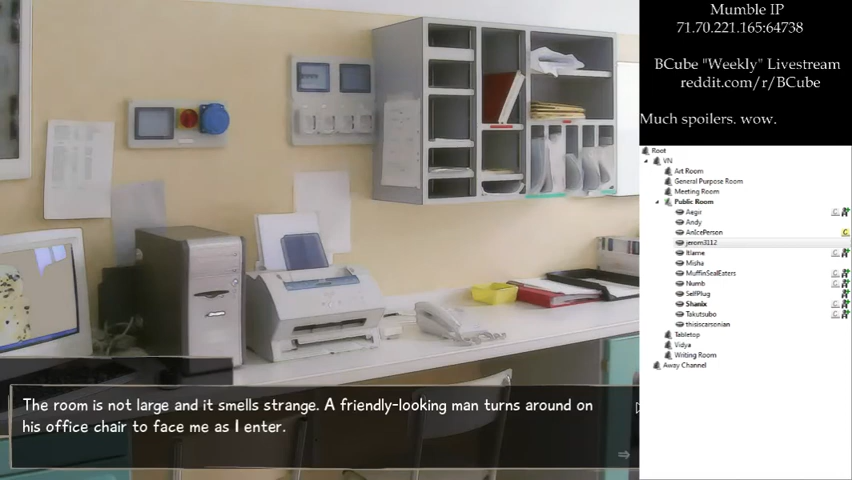 Mumble IP
71.70.221.165:64738
BCube "Weekly" Livestream
reddit.com/r/BCube
Much spoilers. wow.
Root
VN
Art Room
General Purpose Room
Meeting Room
Public Room
Aegir
Andy
AnIcePerson
jerom3112
Itlame
Misha
MuffinSealEaters
Numb
SelfPlug
Shanix
Takutsubo
thisiscarsonian
Tabletop
Vidya
Writing Room
Away Channel
The room is not large and it smells strange. A friendly-looking man turns around on
his office chair to face me as I enter.